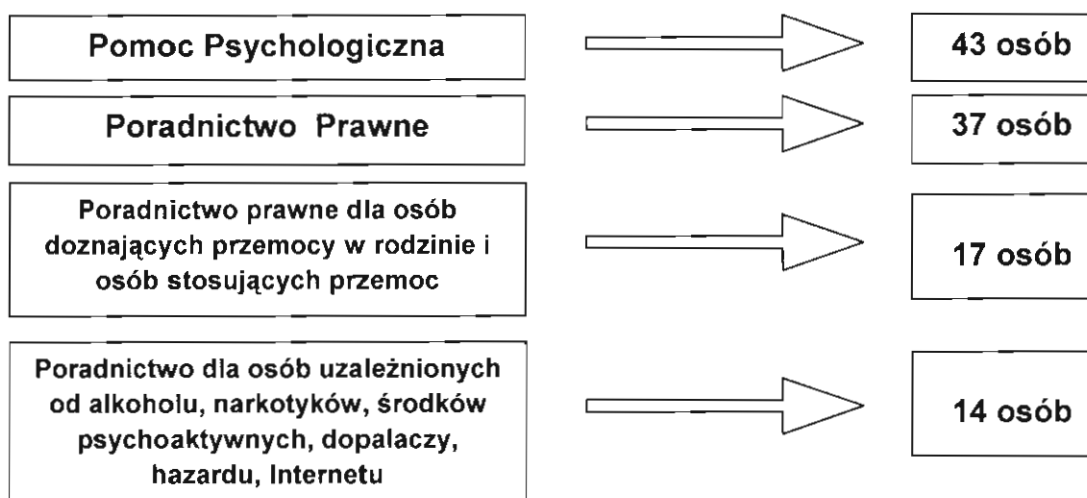 Pomoc Psychologiczna
43 osób
Poradnictwo Prawne
37 osób
Poradnictwo prawne dla osób
doznających przemocy w rodzinie i
osób stosujących przemoc
17 osób
Poradnictwo dla osób uzależnionych
od alkoholu, narkotyków, środków
psychoaktywnych, dopalaczy,
hazardu, Internetu
14 osób